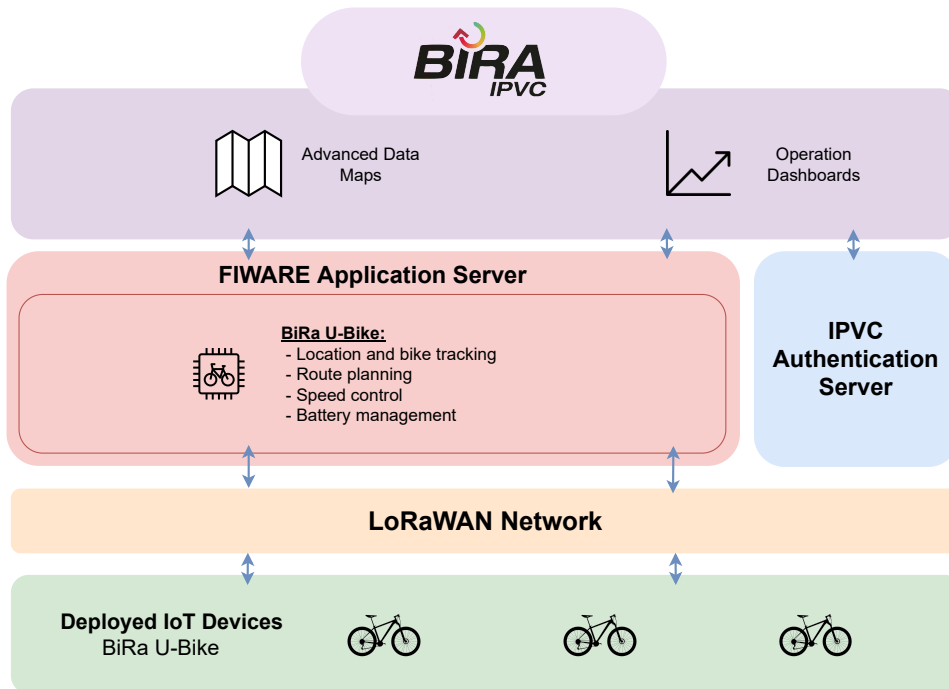 BiRA
IPVC
Advanced Data
Maps
Operation
Dashboards
FIWARE Application Server
BiRa U-Bike:
- Location and bike tracking
- Route planning
- Speed control
- Battery management
IPVC
Authentication
Server
LoRaWAN Network
Deployed IoT Devices
BiRa U-Bike